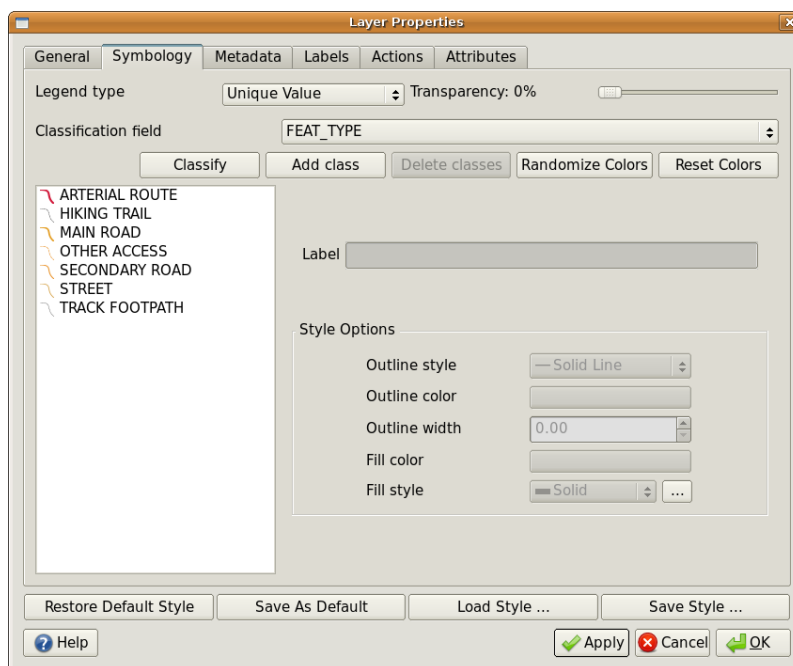 Layer Properties
General Symbology Metadata Labels Actions Attributes
Legend type Unique Value Transparency: 0%
Classification field FEAT_TYPE
Classify Add class Delete classes Randomize Colors Reset Colors
ARTERIAL ROUTE
HIKING TRAIL
MAIN ROAD
OTHER ACCESS
SECONDARY ROAD
STREET
TRACK FOOTPATH
Label
Style Options
Outline style Solid Line
Outline color
Outline width 0.00
Fill color
Fill style Solid ...
Restore Default Style Save As Default Load Style ... Save Style ...
Help Apply Cancel OK